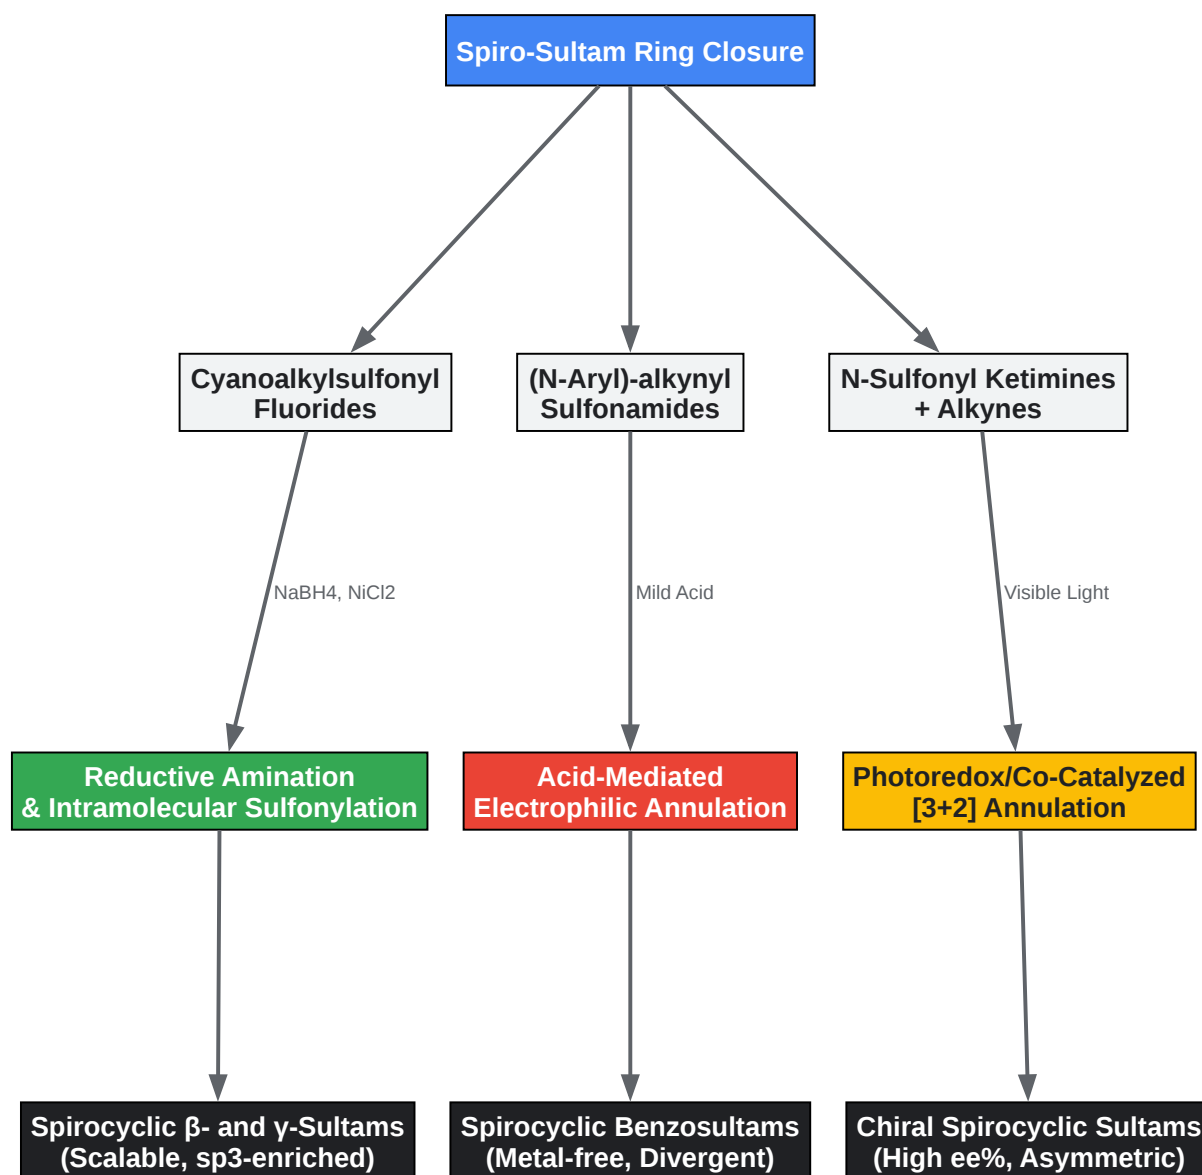 Spiro-Sultam Ring Closure
Cyanoalkylsulfonyl
Fluorides
(N-Aryl)-alkynyl
Sulfonamides
N-Sulfonyl Ketimines
+ Alkynes
NaBH4, NiCl2
Mild Acid
Visible Light
Reductive Amination
& Intramolecular Sulfonylation
Acid-Mediated
Electrophilic Annulation
Photoredox/Co-Catalyzed
[3+2] Annulation
Spirocyclic β- and γ-Sultams
(Scalable, sp3-enriched)
Spirocyclic Benzosultams
(Metal-free, Divergent)
Chiral Spirocyclic Sultams
(High ee%, Asymmetric)